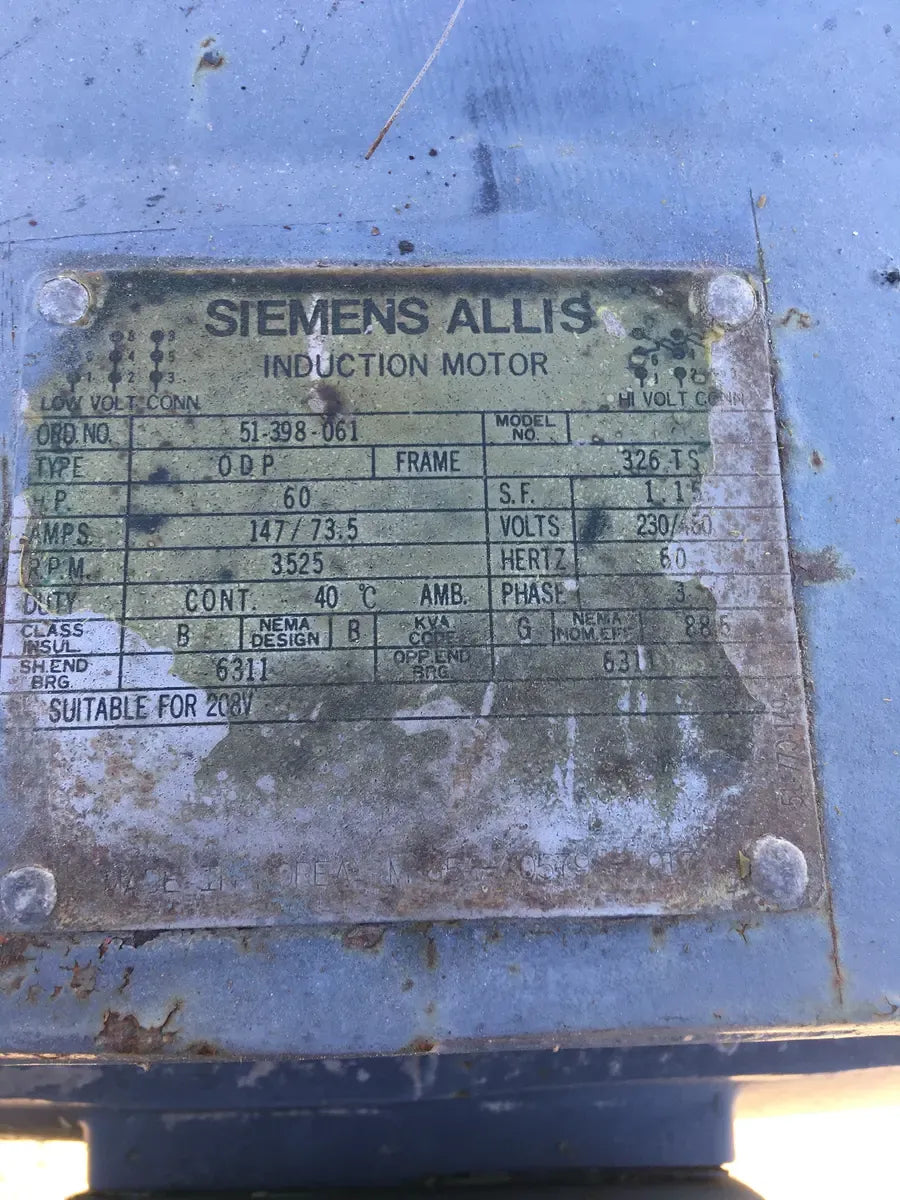 SIEMENS ALLIS
INDUCTION MOTOR
LOW VOLT. CONN.
HI VOLT CONN
ORD. NO. 51-398-061 MODEL NO.
TYPE ODP FRAME 326 TS
H.P. 60 S.F. 1.15
AMPS. 147/73.5 VOLTS 230/460
R.P.M. 3525 HERTZ 60
DUTY CONT. 40 °C AMB. PHASE 3
CLASS INSUL. B NEMA DESIGN B KVA CODE G NEMA NOM. EFF. 88.5
SH. END BRG. 6311 OPP. END BRG. 6311
SUITABLE FOR 208V
MADE IN KOREA